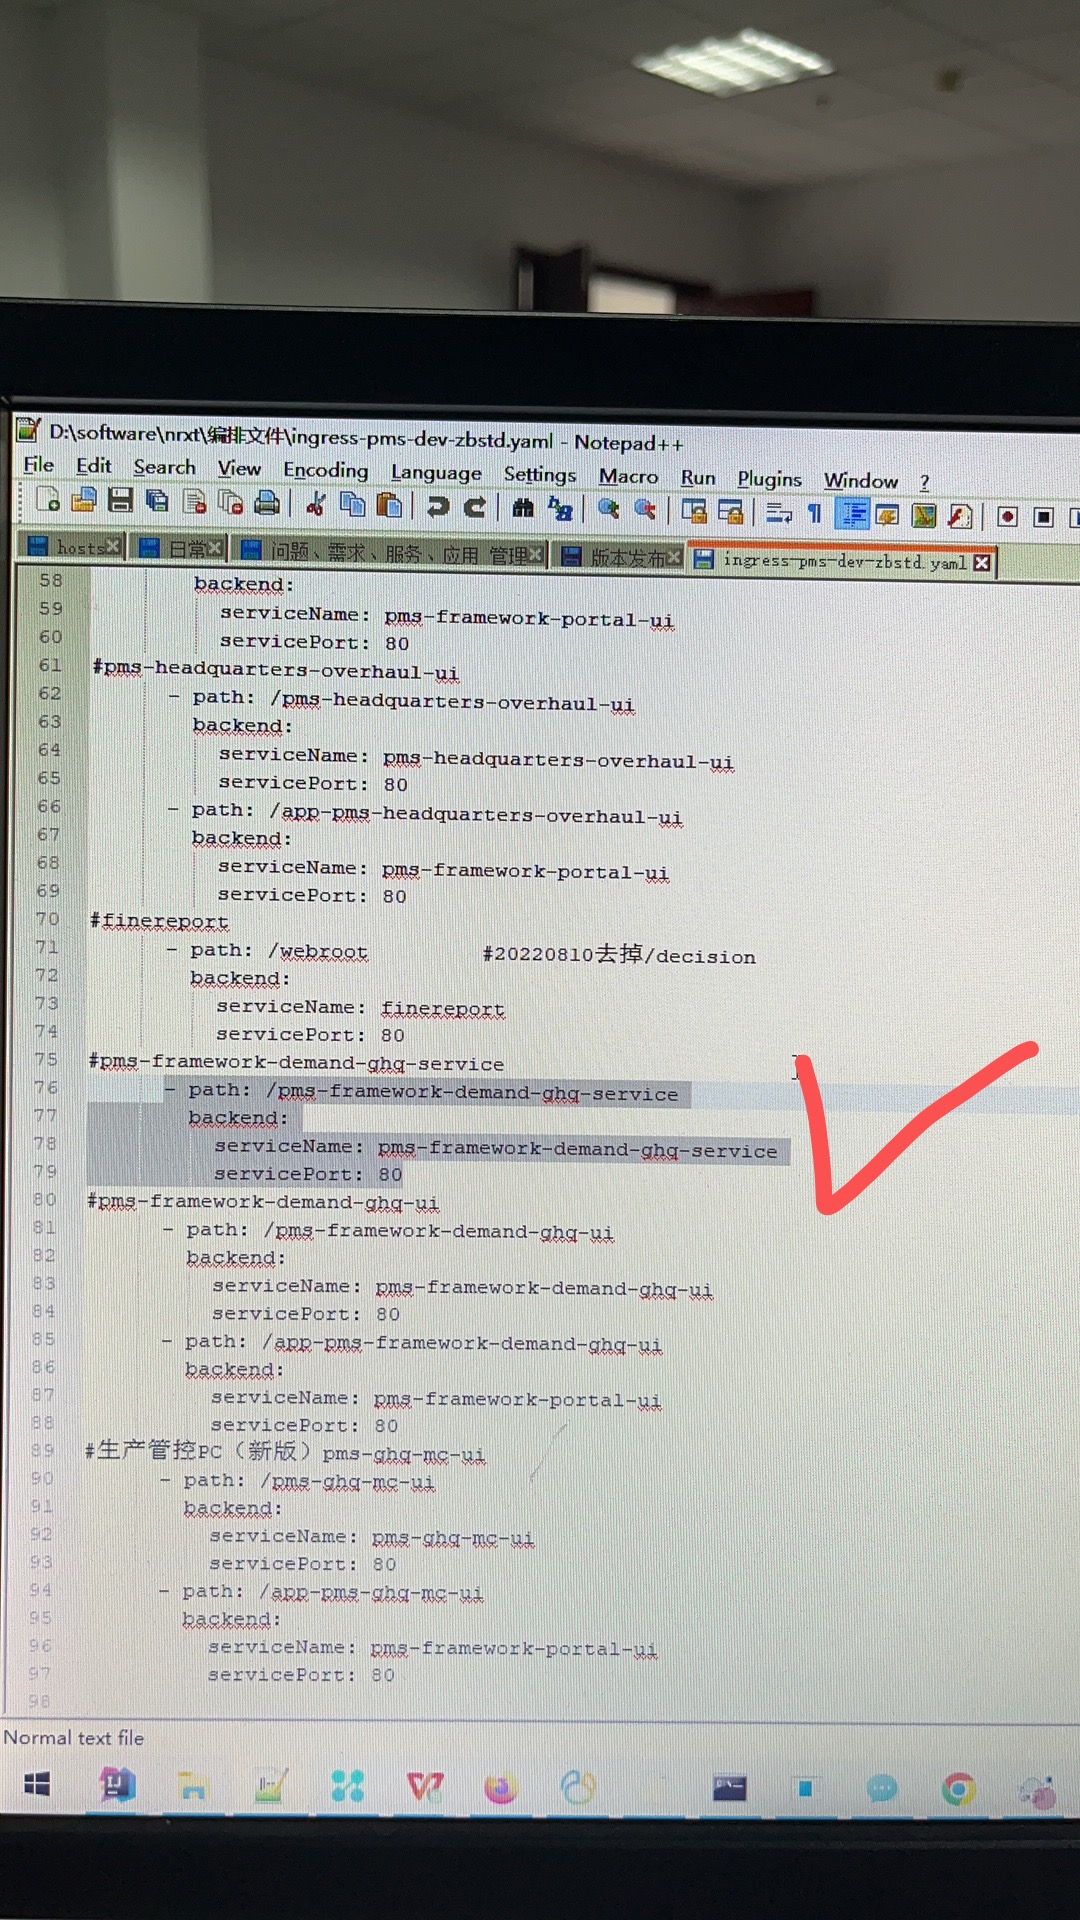 D:\software\nrxt\编排文件\ingress-pms-dev-zbstd.yaml - Notepad++
File Edit Search View Encoding Language Settings Macro Run Plugins Window ?
hosts 日常 问题、需求、服务、应用 管理 版本发布 ingress-pms-dev-zbstd.yaml
58 backend:
59 serviceName: pms-framework-portal-ui
60 servicePort: 80
61 #pms-headquarters-overhaul-ui
62 - path: /pms-headquarters-overhaul-ui
63 backend:
64 serviceName: pms-headquarters-overhaul-ui
65 servicePort: 80
66 - path: /app-pms-headquarters-overhaul-ui
67 backend:
68 serviceName: pms-framework-portal-ui
69 servicePort: 80
70 #finereport
71 - path: /webroot #20220810去掉/decision
72 backend:
73 serviceName: finereport
74 servicePort: 80
75 #pms-framework-demand-ghq-service
76 - path: /pms-framework-demand-ghq-service
77 backend:
78 serviceName: pms-framework-demand-ghq-service
79 servicePort: 80
80 #pms-framework-demand-ghq-ui
81 - path: /pms-framework-demand-ghq-ui
82 backend:
83 serviceName: pms-framework-demand-ghq-ui
84 servicePort: 80
85 - path: /app-pms-framework-demand-ghq-ui
86 backend:
87 serviceName: pms-framework-portal-ui
88 servicePort: 80
89 #生产管控PC（新版）pms-ghq-mc-ui
90 - path: /pms-ghq-mc-ui
91 backend:
92 serviceName: pms-ghq-mc-ui
93 servicePort: 80
94 - path: /app-pms-ghq-mc-ui
95 backend:
96 serviceName: pms-framework-portal-ui
97 servicePort: 80
98
Normal text file